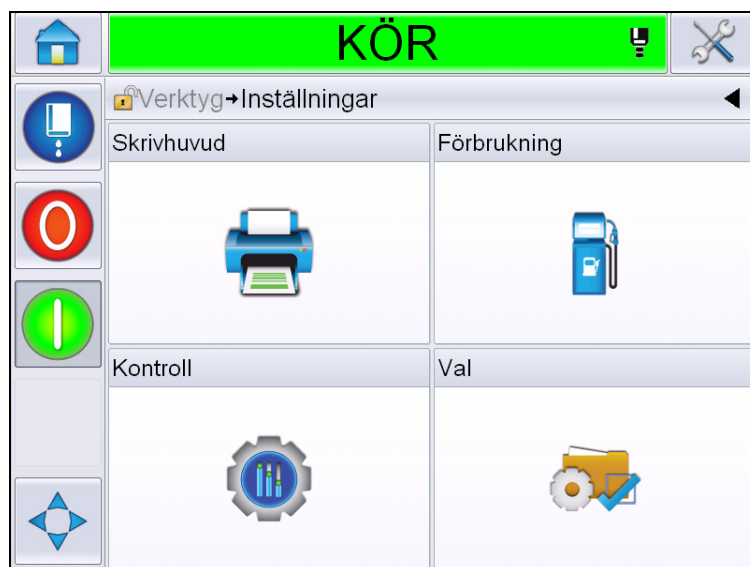 KÖR
Verktyg→Inställningar
Skrivhuvud
Förbrukning
Kontroll
Val